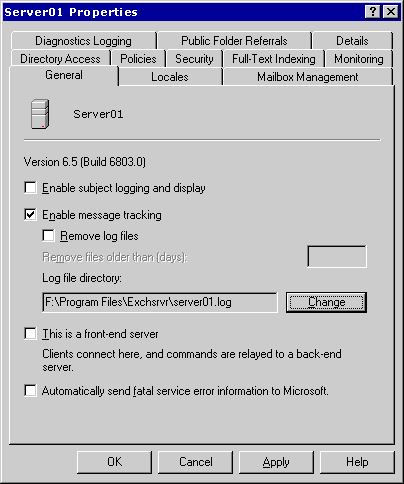 Server01 Properties
Diagnostics Logging Public Folder Referrals Details
Directory Access Policies Security Full-Text Indexing Monitoring
General Locales Mailbox Management
Server01
Version 6.5 (Build 6803.0)
Enable subject logging and display
Enable message tracking
Remove log files
Remove files older than (days):
Log file directory:
F:\Program Files\Exchsrvr\server01.log Change
This is a front-end server
Clients connect here, and commands are relayed to a back-end
server.
Automatically send fatal service error information to Microsoft.
OK Cancel Apply Help